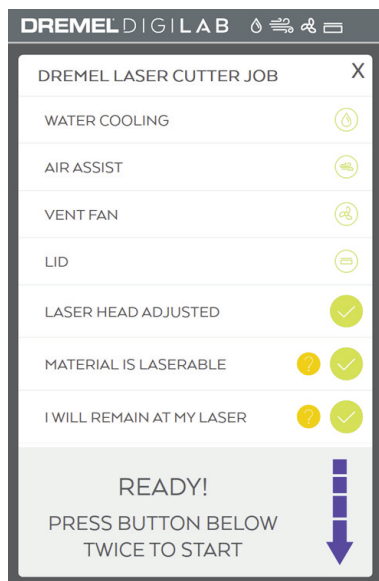 DREMEL DIGILAB
DREMEL LASER CUTTER JOB X
WATER COOLING
AIR ASSIST
VENT FAN
LID
LASER HEAD ADJUSTED
MATERIAL IS LASERABLE ?
I WILL REMAIN AT MY LASER ?
READY!
PRESS BUTTON BELOW
TWICE TO START